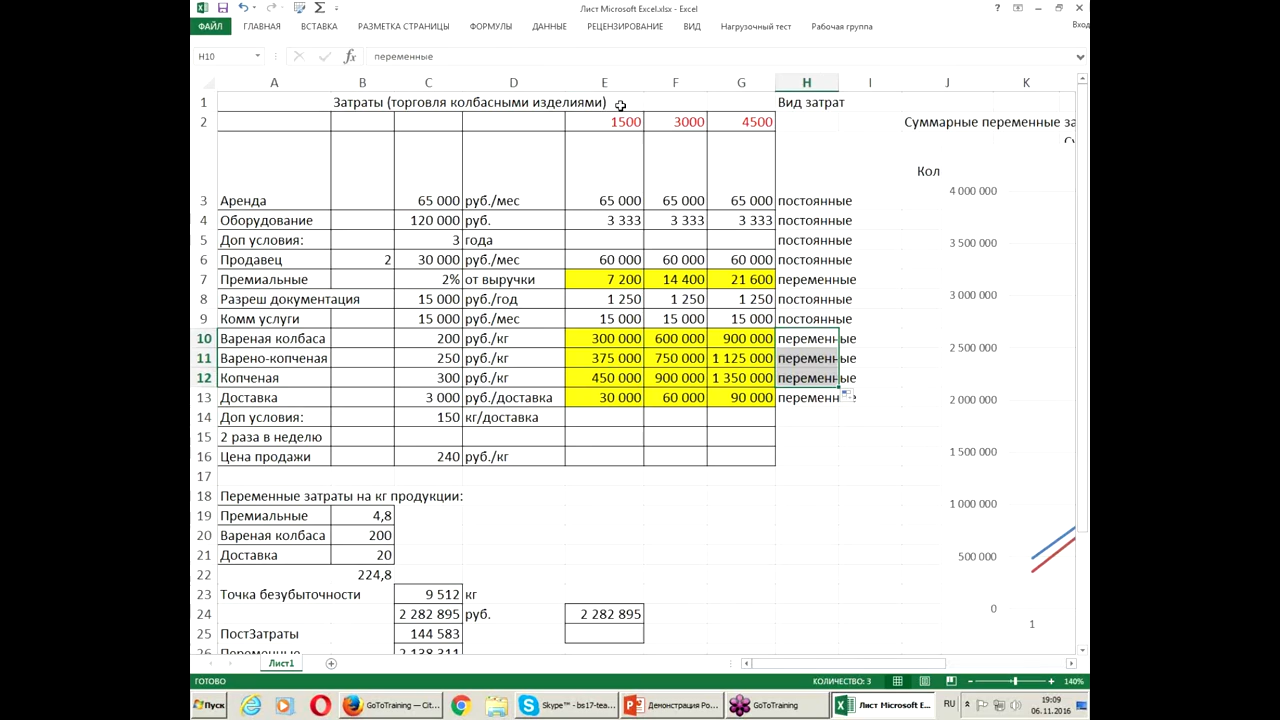 Лист Microsoft Excel.xlsx - Excel
ФАЙЛ ГЛАВНАЯ ВСТАВКА РАЗМЕТКА СТРАНИЦЫ ФОРМУЛЫ ДАННЫЕ РЕЦЕНЗИРОВАНИЕ ВИД Нагрузочный тест Рабочая группа Вход
H10 fx переменные
A B C D E F G H I J K
1 Затраты (торговля колбасными изделиями) Вид затрат
2 1500 3000 4500 Суммарные переменные за
Су
Кол
3 Аренда 65 000 руб./мес 65 000 65 000 65 000 постоянные
4 Оборудование 120 000 руб. 3 333 3 333 3 333 постоянные
5 Доп условия: 3 года постоянные
6 Продавец 2 30 000 руб./мес 60 000 60 000 60 000 постоянные
7 Премиальные 2% от выручки 7 200 14 400 21 600 переменные
8 Разреш документация 15 000 руб./год 1 250 1 250 1 250 постоянные
9 Комм услуги 15 000 руб./мес 15 000 15 000 15 000 постоянные
10 Вареная колбаса 200 руб./кг 300 000 600 000 900 000 переменные
11 Варено-копченая 250 руб./кг 375 000 750 000 1 125 000 переменные
12 Копченая 300 руб./кг 450 000 900 000 1 350 000 переменные
13 Доставка 3 000 руб./доставка 30 000 60 000 90 000 переменные
14 Доп условия: 150 кг/доставка
15 2 раза в неделю
16 Цена продажи 240 руб./кг
17
18 Переменные затраты на кг продукции:
19 Премиальные 4,8
20 Вареная колбаса 200
21 Доставка 20
22 224,8
23 Точка безубыточности 9 512 кг
24 2 282 895 руб. 2 282 895
25 ПостЗатраты 144 583
26 Переменные 2 138 311
4 000 000
3 500 000
3 000 000
2 500 000
2 000 000
1 500 000
1 000 000
500 000
0
1
Лист1
ГОТОВО КОЛИЧЕСТВО: 3 140%
Пуск GoToTraining — Cit... Skype™ - bs17-tea... Демонстрация Po... GoToTraining Лист Microsoft E... RU 19:09
06.11.2016